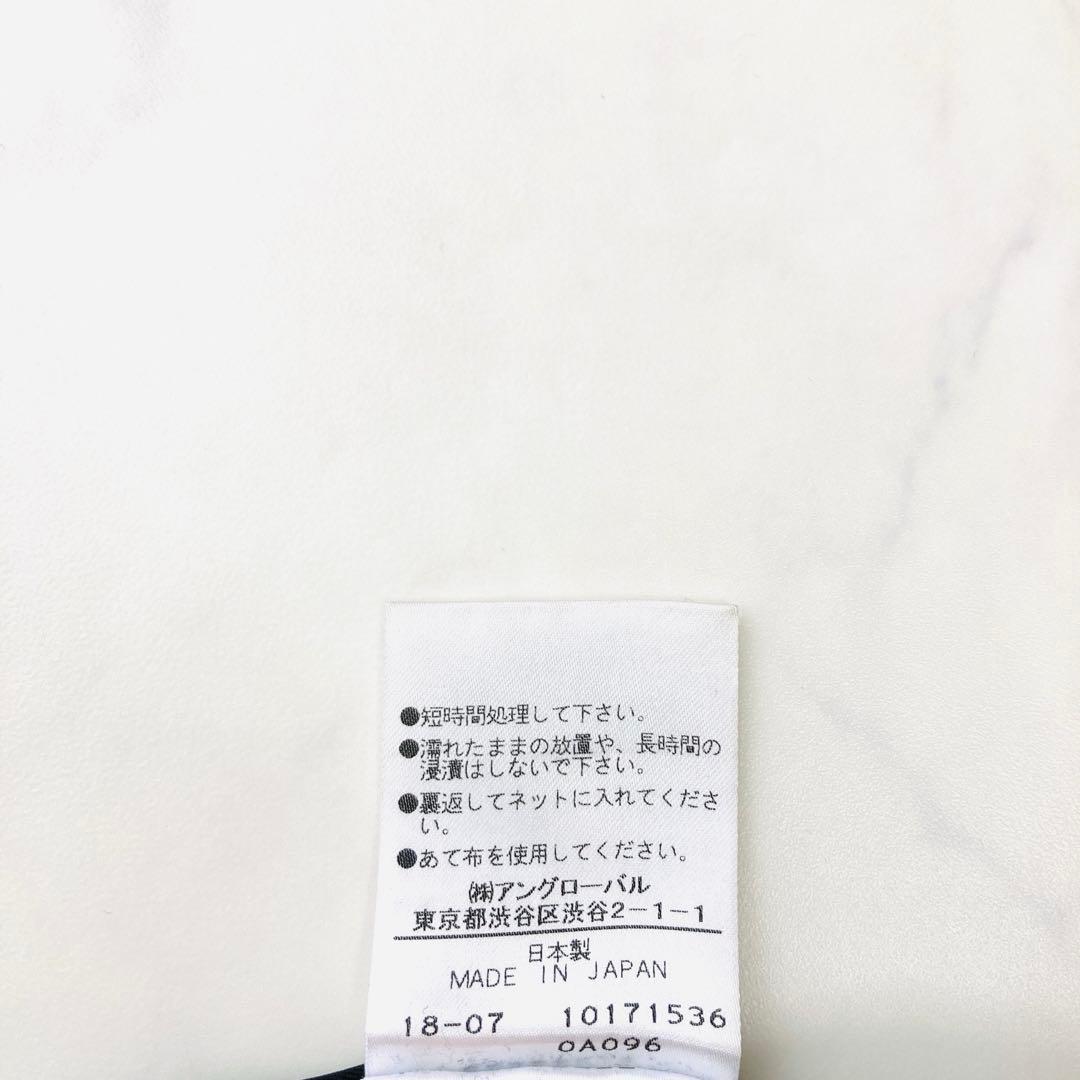 ●短時間処理して下さい。
●濡れたままの放置や、長時間の
浸漬はしないで下さい。
●裏返してネットに入れてくださ
い。
●あて布を使用してください。
㈱アングローバル
東京都渋谷区渋谷2-1-1
日本製
MADE IN JAPAN
18-07 10171536
0A096